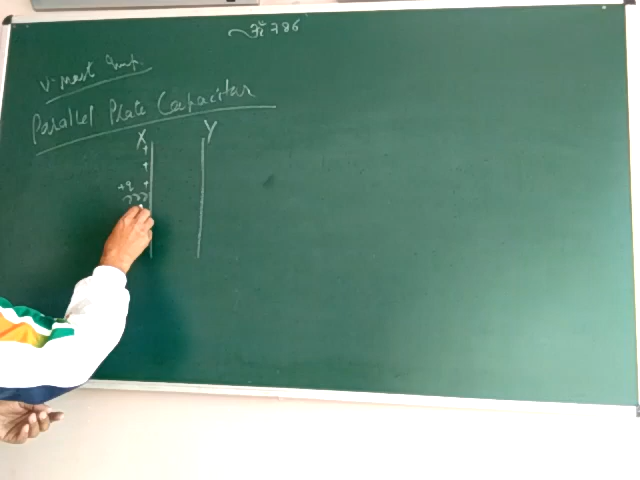 ॐ 786
V. most Imp.
Parallel Plate Capacitor
X Y
+
+
+q +